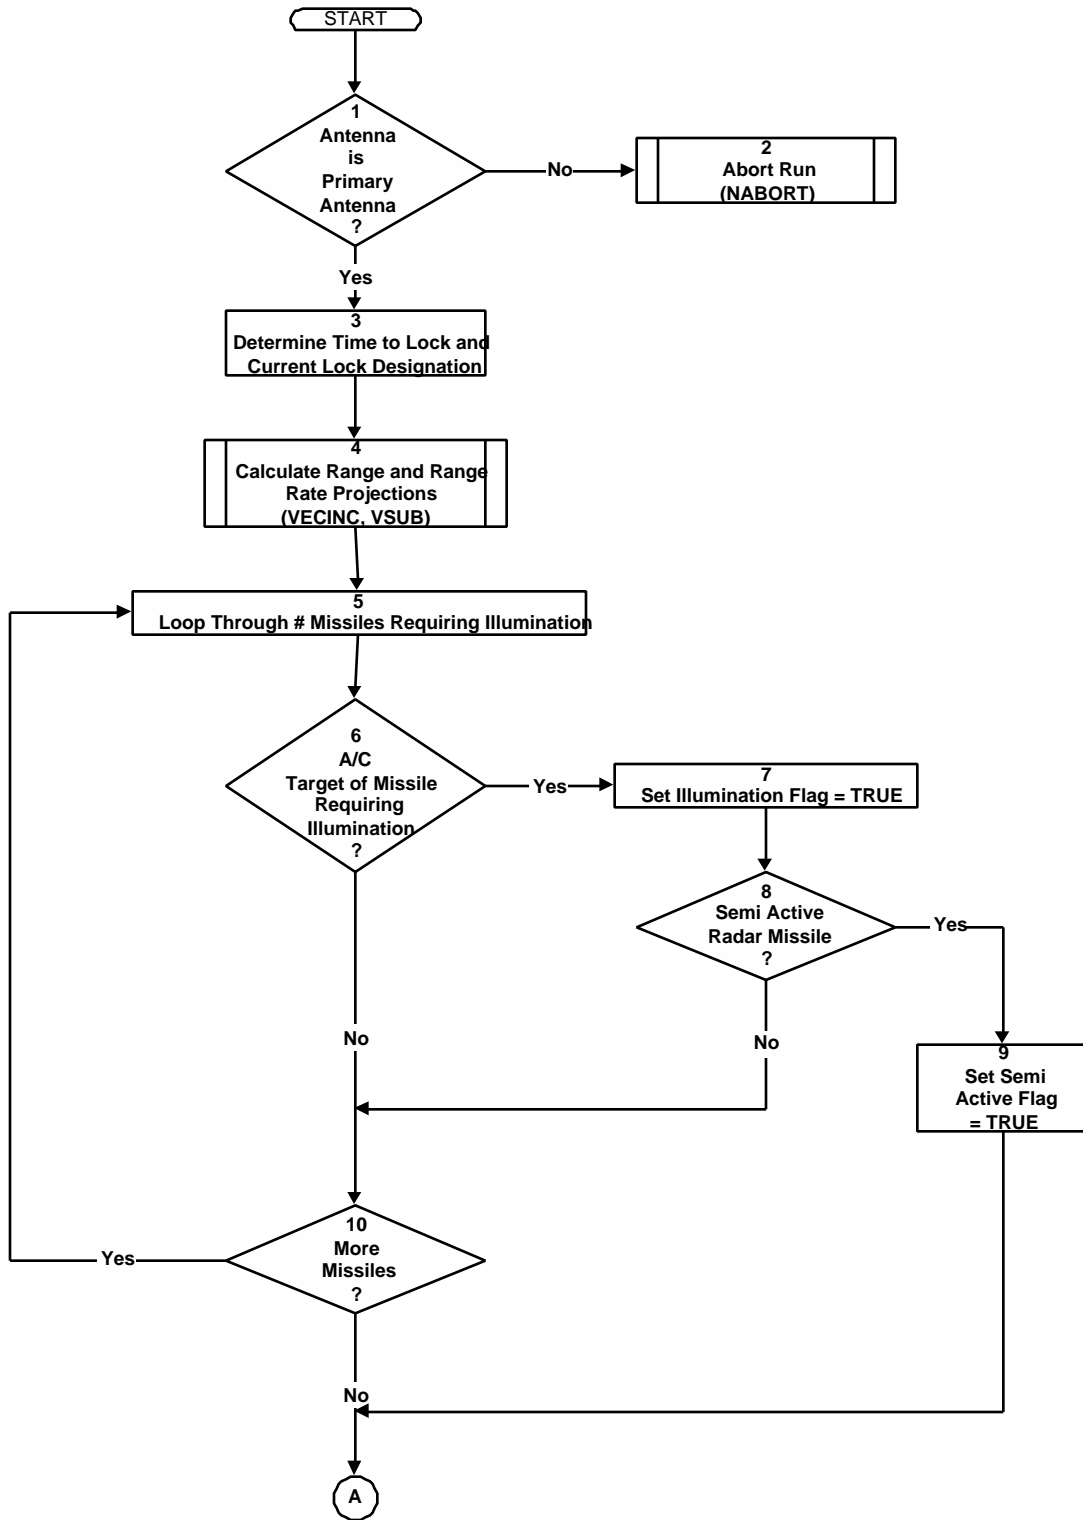 START
1
Antenna
is
Primary
Antenna
?
No
2
Abort Run
(NABORT)
Yes
3
Determine Time to Lock and
Current Lock Designation
4
Calculate Range and Range
Rate Projections
(VECINC, VSUB)
5
Loop Through # Missiles Requiring Illumination
6
A/C
Target of Missile
Requiring
Illumination
?
Yes
7
Set Illumination Flag = TRUE
8
Semi Active
Radar Missile
?
Yes
No
No
9
Set Semi
Active Flag
= TRUE
10
More
Missiles
?
Yes
No
A